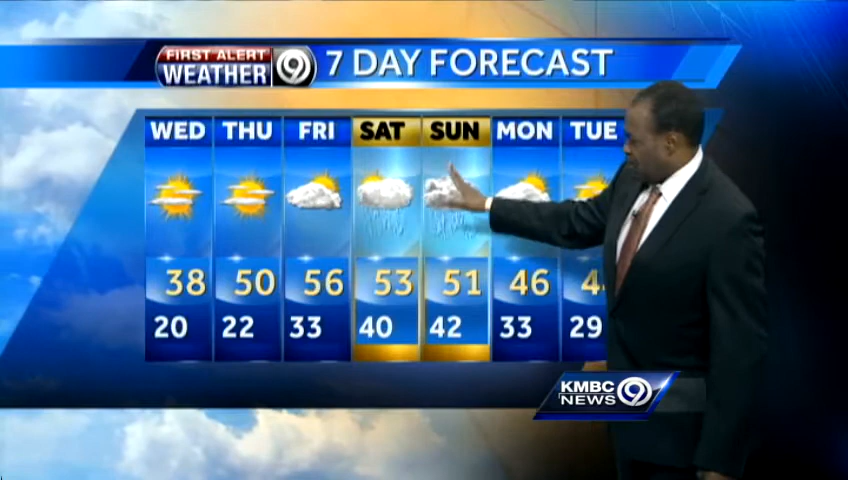 FIRST ALERT
WEATHER 9
7 DAY FORECAST
WED THU FRI SAT SUN MON TUE
38 50 56 53 51 46 4
20 22 33 40 42 33 29
KMBC 9
NEWS